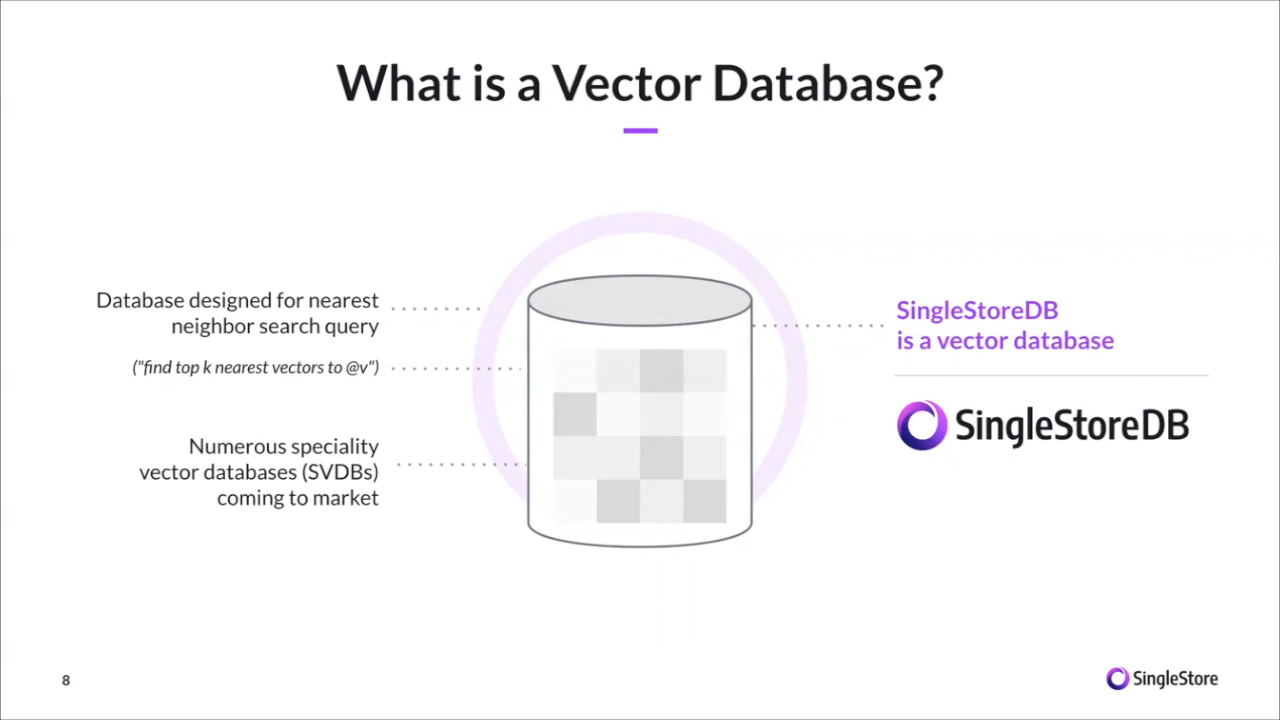 What is a Vector Database?
Database designed for nearest
neighbor search query
("find top k nearest vectors to @v")
Numerous speciality
vector databases (SVDBs)
coming to market
SingleStoreDB
is a vector database
SingleStoreDB
8
SingleStore